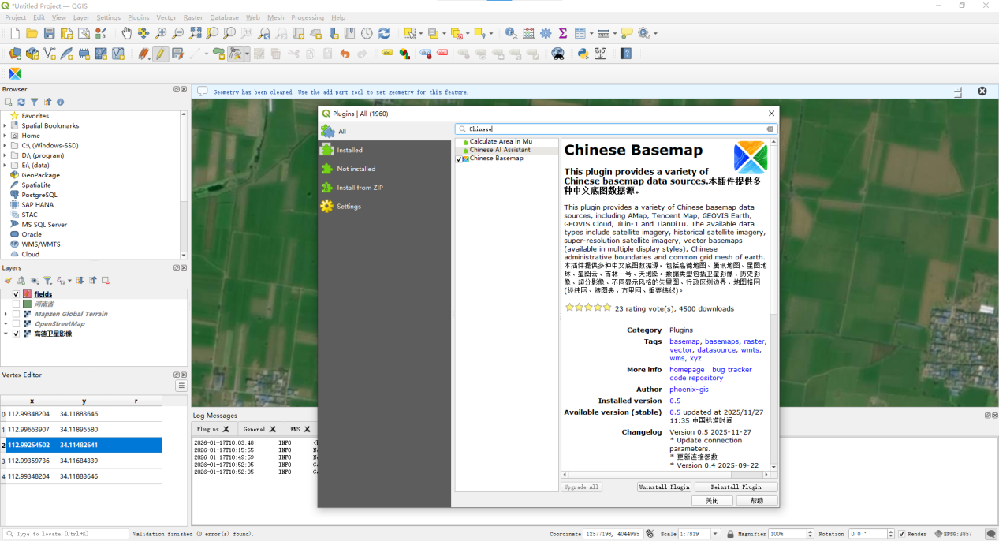 *Untitled Project — QGIS
Project Edit View Layer Settings Plugins Vector Raster Database Web Mesh Processing Help
Browser
Geometry has been cleared. Use the add part tool to set geometry for this feature.
Favorites
Spatial Bookmarks
Home
C:\ (Windows-SSD)
D:\ (program)
E:\ (data)
GeoPackage
SpatiaLite
PostgreSQL
SAP HANA
STAC
MS SQL Server
Oracle
WMS/WMTS
Cloud
Layers
fields
河南省
Mapzen Global Terrain
OpenStreetMap
高德卫星影像
Vertex Editor
x y r
0 112.99348204 34.11883646
1 112.99663907 34.11895580
2 112.99254502 34.11482641
3 112.99359736 34.11684339
4 112.99348204 34.11883646
Plugins | All (1960)
All
Installed
Not installed
Install from ZIP
Settings
Chinese
Calculate Area in Mu
Chinese AI Assistant
Chinese Basemap
Chinese Basemap
This plugin provides a variety of
Chinese basemap data sources.本插件提供多
种中文底图数据源。
This plugin provides a variety of Chinese basemap data
sources, including AMap, Tencent Map, GEOVIS Earth,
GEOVIS Cloud, JiLin-1 and TianDiTu. The available data
types include satellite imagery, historical satellite imagery,
super-resolution satellite imagery, vector basemaps
(available in multiple display styles), Chinese
administrative boundaries and common grid mesh of earth.
本插件提供多种中文底图数据源，包括高德地图、腾讯地图、星图地
球、星图云、吉林一号、天地图。数据类型包括卫星影像、历史影
像、超分影像、不同显示风格的矢量图、行政区划边界、地图格网
(经纬网、接图表、方里网、重要纬线)。
23 rating vote(s), 4500 downloads
Category Plugins
Tags basemap, basemaps, raster,
vector, datasource, wmts,
wms, xyz
More info homepage bug tracker
code repository
Author phoenix-gis
Installed version 0.5
Available version (stable) 0.5 updated at 2025/11/27
11:35 中国标准时间
Changelog Version 0.5 2025-11-27
* Update connection
parameters.
* 更新连接参数
* Version 0.4 2025-09-22
Upgrade All Uninstall Plugin Reinstall Plugin
关闭 帮助
Log Messages
Plugins General WMS
2026-01-17T10:03:48 INFO
2026-01-17T10:15:55 INFO
2026-01-17T10:49:59 INFO
2026-01-17T10:52:05 INFO
2026-01-17T10:52:05 INFO
Type to locate (Ctrl+K) Validation finished (0 error(s) found). Coordinate 12577196, 4044995 Scale 1:7819 Magnifier 100% Rotation 0.0 ° Render EPSG:3857